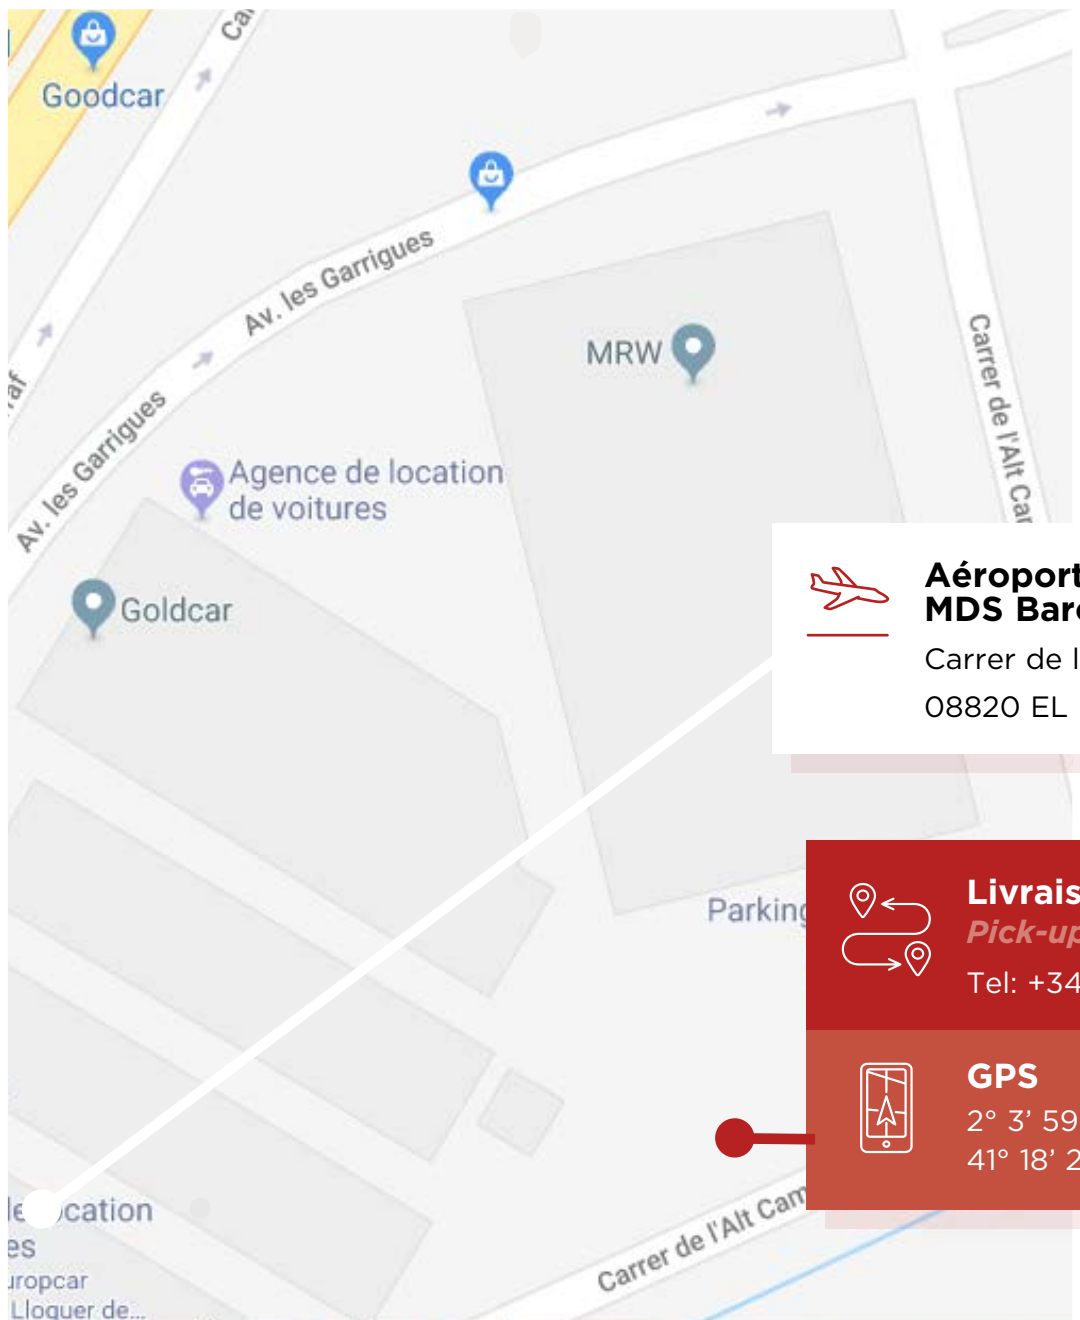 Goodcar
Av. les Garrigues
MRW
Carrer de l'Alt Car
Av. les Garrigues
Agence de location
de voitures
Goldcar
Aéroport
MDS Bar
Carrer de l
08820 EL
Parking
Livrais
Pick-up
Tel: +34
GPS
2° 3’ 59
41° 18’ 2
Carrer de l'Alt Cam
cation
es
uropcar
Lloguer de...